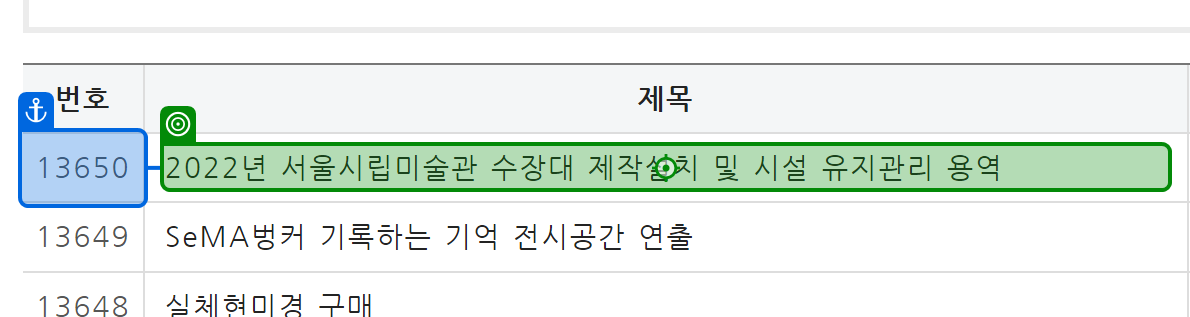 번호 제목
13650 2022년 서울시립미술관 수장대 제작설치 및 시설 유지관리 용역
13649 SeMA벙커 기록하는 기억 전시공간 연출
13648 실체현미경 구매